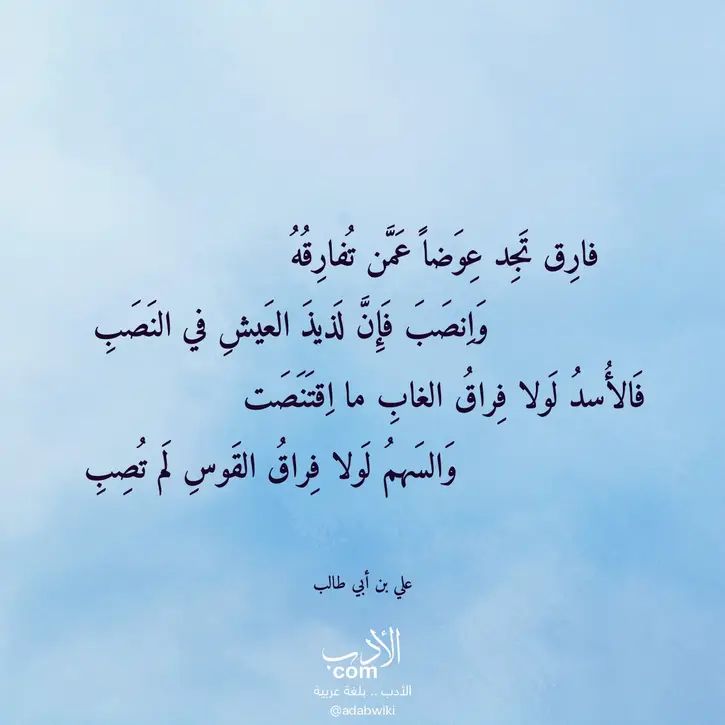 فارِق تَجِد عِوَضاً عَمَّن تُفارِقُهُ
وَاِنصَبَ فَإِنَّ لَذيذَ العَيشِ في النَصَبِ
فَالأُسدُ لَولا فِراقُ الغابِ ما اِقتَنَصَت
وَالسَهمُ لَولا فِراقُ القَوسِ لَم تُصِبِ
علي بن أبي طالب
الأدب
com
الأدب .. بلغة عربية
@adabwiki